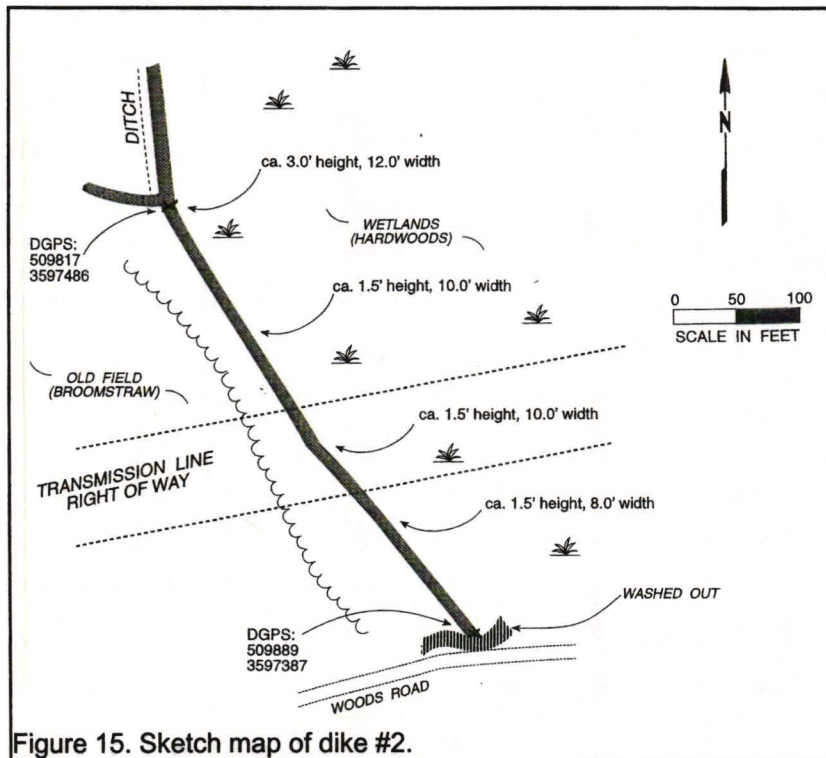 DITCH
ca. 3.0' height, 12.0' width
N
WETLANDS
(HARDWOODS)
DGPS:
509817
3597486
ca. 1.5' height, 10.0' width
0 50 100
SCALE IN FEET
OLD FIELD
(BROOMSTRAW)
ca. 1.5' height, 10.0' width
TRANSMISSION LINE
RIGHT OF WAY
ca. 1.5' height, 8.0' width
WASHED OUT
DGPS:
509889
3597387
WOODS ROAD
Figure 15. Sketch map of dike #2.